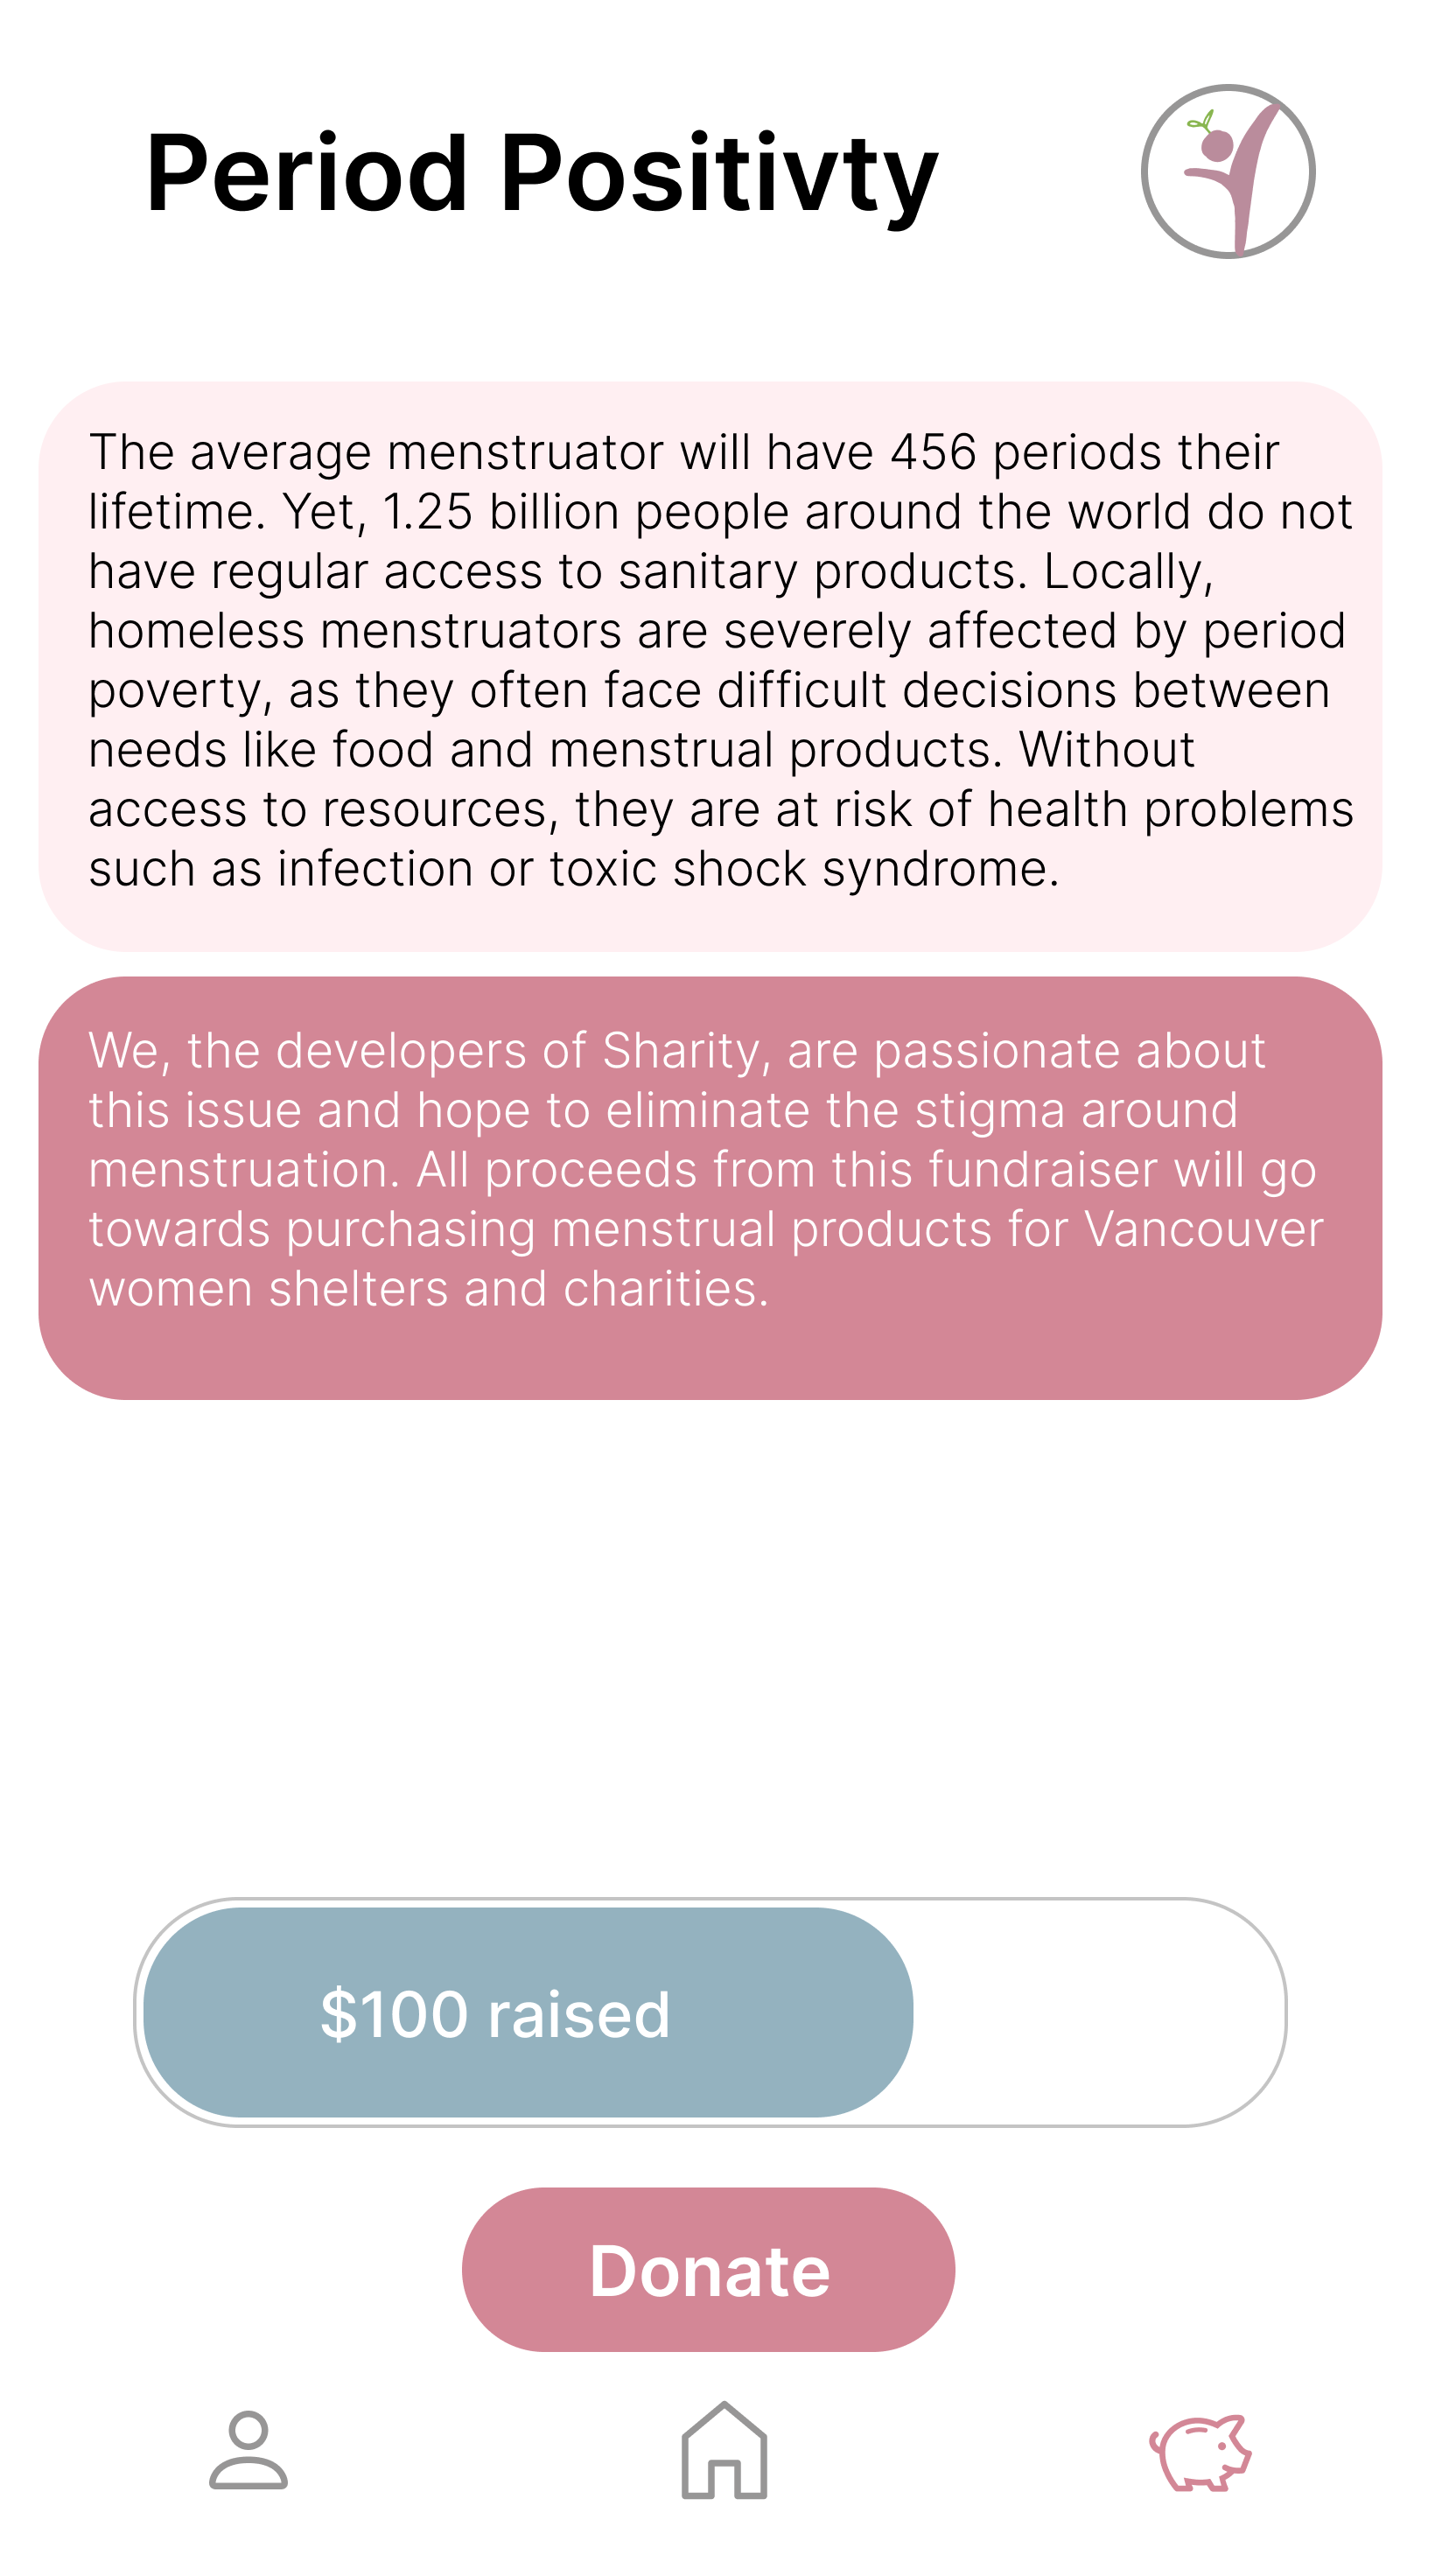 Period Positivty
The average menstruator will have 456 periods their
lifetime. Yet, 1.25 billion people around the world do not
have regular access to sanitary products. Locally,
homeless menstruators are severely affected by period
poverty, as they often face difficult decisions between
needs like food and menstrual products. Without
access to resources, they are at risk of health problems
such as infection or toxic shock syndrome.
We, the developers of Sharity, are passionate about
this issue and hope to eliminate the stigma around
menstruation. All proceeds from this fundraiser will go
towards purchasing menstrual products for Vancouver
women shelters and charities.
$100 raised
Donate